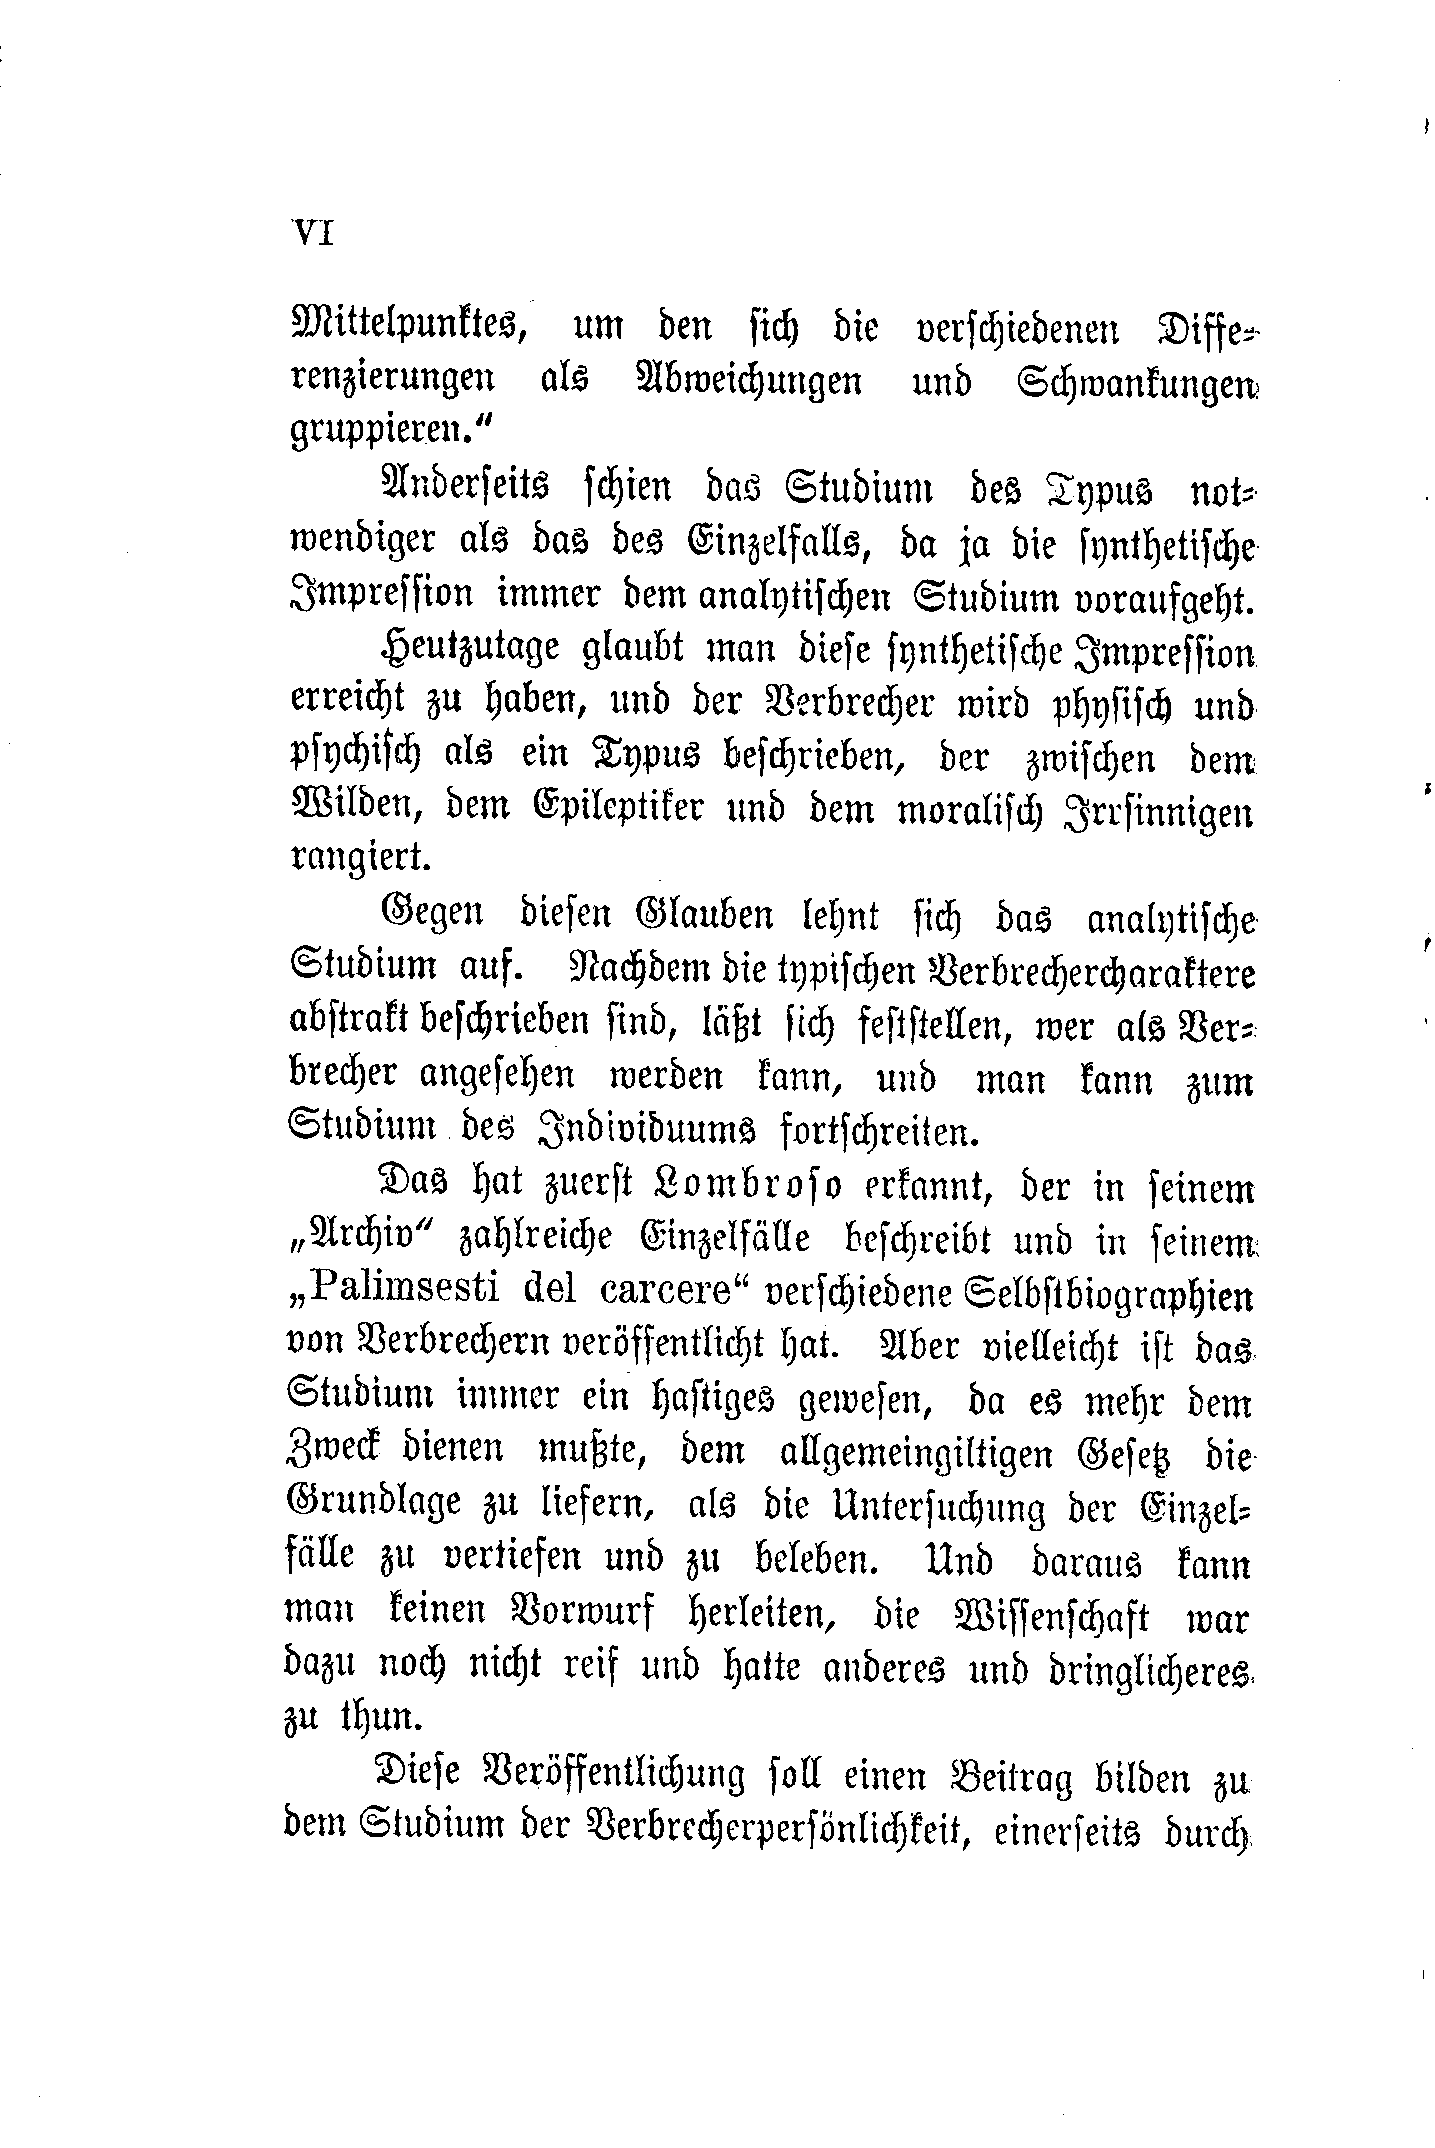 VI
Mittelpunktes, um den sich die verschiedenen Diffe-
renzierungen als Abweichungen und Schwankungen
gruppieren."
Anderseits schien das Studium des Typus not-
wendiger als das des Einzelfalls, da ja die synthetische
Impression immer dem analytischen Studium voraufgeht.
Heutzutage glaubt man diese synthetische Impression
erreicht zu haben, und der Verbrecher wird physisch und
psychisch als ein Typus beschrieben, der zwischen dem
Wilden, dem Epileptiker und dem moralisch Irrsinnigen
rangiert.
Gegen diesen Glauben lehnt sich das analytische
Studium auf. Nachdem die typischen Verbrechercharaktere
abstrakt beschrieben sind, läßt sich feststellen, wer als Ver-
brecher angesehen werden kann, und man kann zum
Studium des Individuums fortschreiten.
Das hat zuerst Lombroso erkannt, der in seinem
„Archiv" zahlreiche Einzelfälle beschreibt und in seinem
„Palimsesti del carcere" verschiedene Selbstbiographien
von Verbrechern veröffentlicht hat. Aber vielleicht ist das
Studium immer ein hastiges gewesen, da es mehr dem
Zweck dienen mußte, dem allgemeingiltigen Gesetz die
Grundlage zu liefern, als die Untersuchung der Einzel-
fälle zu vertiefen und zu beleben. Und daraus kann
man keinen Vorwurf herleiten, die Wissenschaft war
dazu noch nicht reif und hatte anderes und dringlicheres
zu thun.
Diese Veröffentlichung soll einen Beitrag bilden zu
dem Studium der Verbrecherpersönlichkeit, einerseits durch